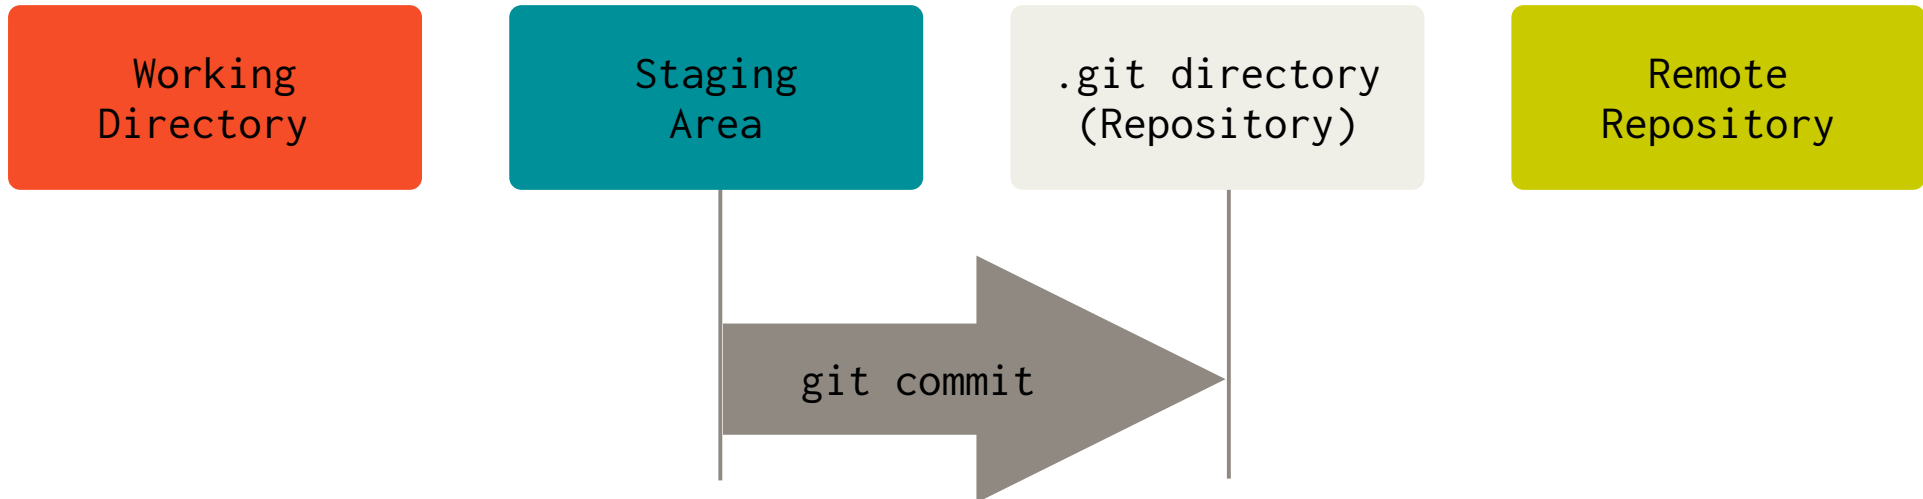 Working
Directory
Staging
Area
.git directory
(Repository)
Remote
Repository
git commit